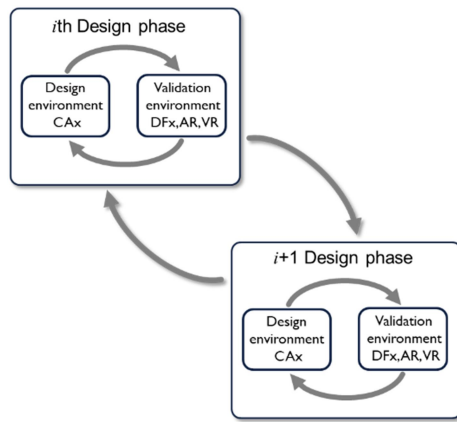 ith Design phase
Design
environment
CAx
Validation
environment
DFx,AR,VR
i+1 Design phase
Design
environment
CAx
Validation
environment
DFx,AR,VR